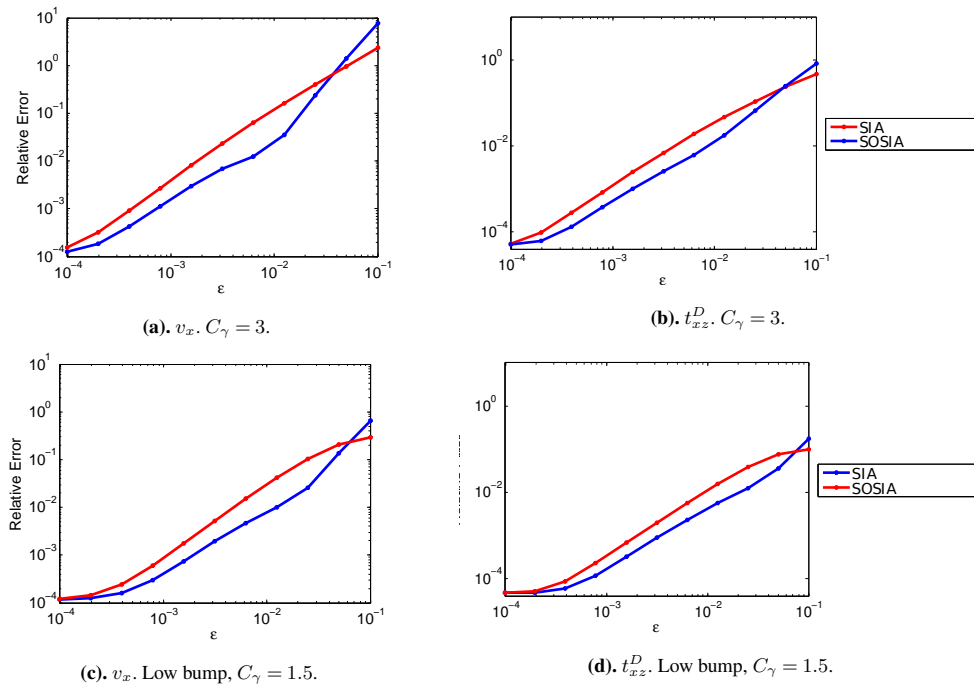 10^1
10^0
10^-1
10^-2
10^-3
10^-4
Relative Error
10^-4 10^-3 10^-2 10^-1
ε
(a). v_x. C_γ = 3.
10^0
10^-2
10^-4
10^-4 10^-3 10^-2 10^-1
ε
(b). t_xz^D. C_γ = 3.
SIA
SOSIA
10^1
10^0
10^-1
10^-2
10^-3
10^-4
Relative Error
10^-4 10^-3 10^-2 10^-1
ε
(c). v_x. Low bump, C_γ = 1.5.
10^0
10^-2
10^-4
10^-4 10^-3 10^-2 10^-1
ε
(d). t_xz^D. Low bump, C_γ = 1.5.
SIA
SOSIA